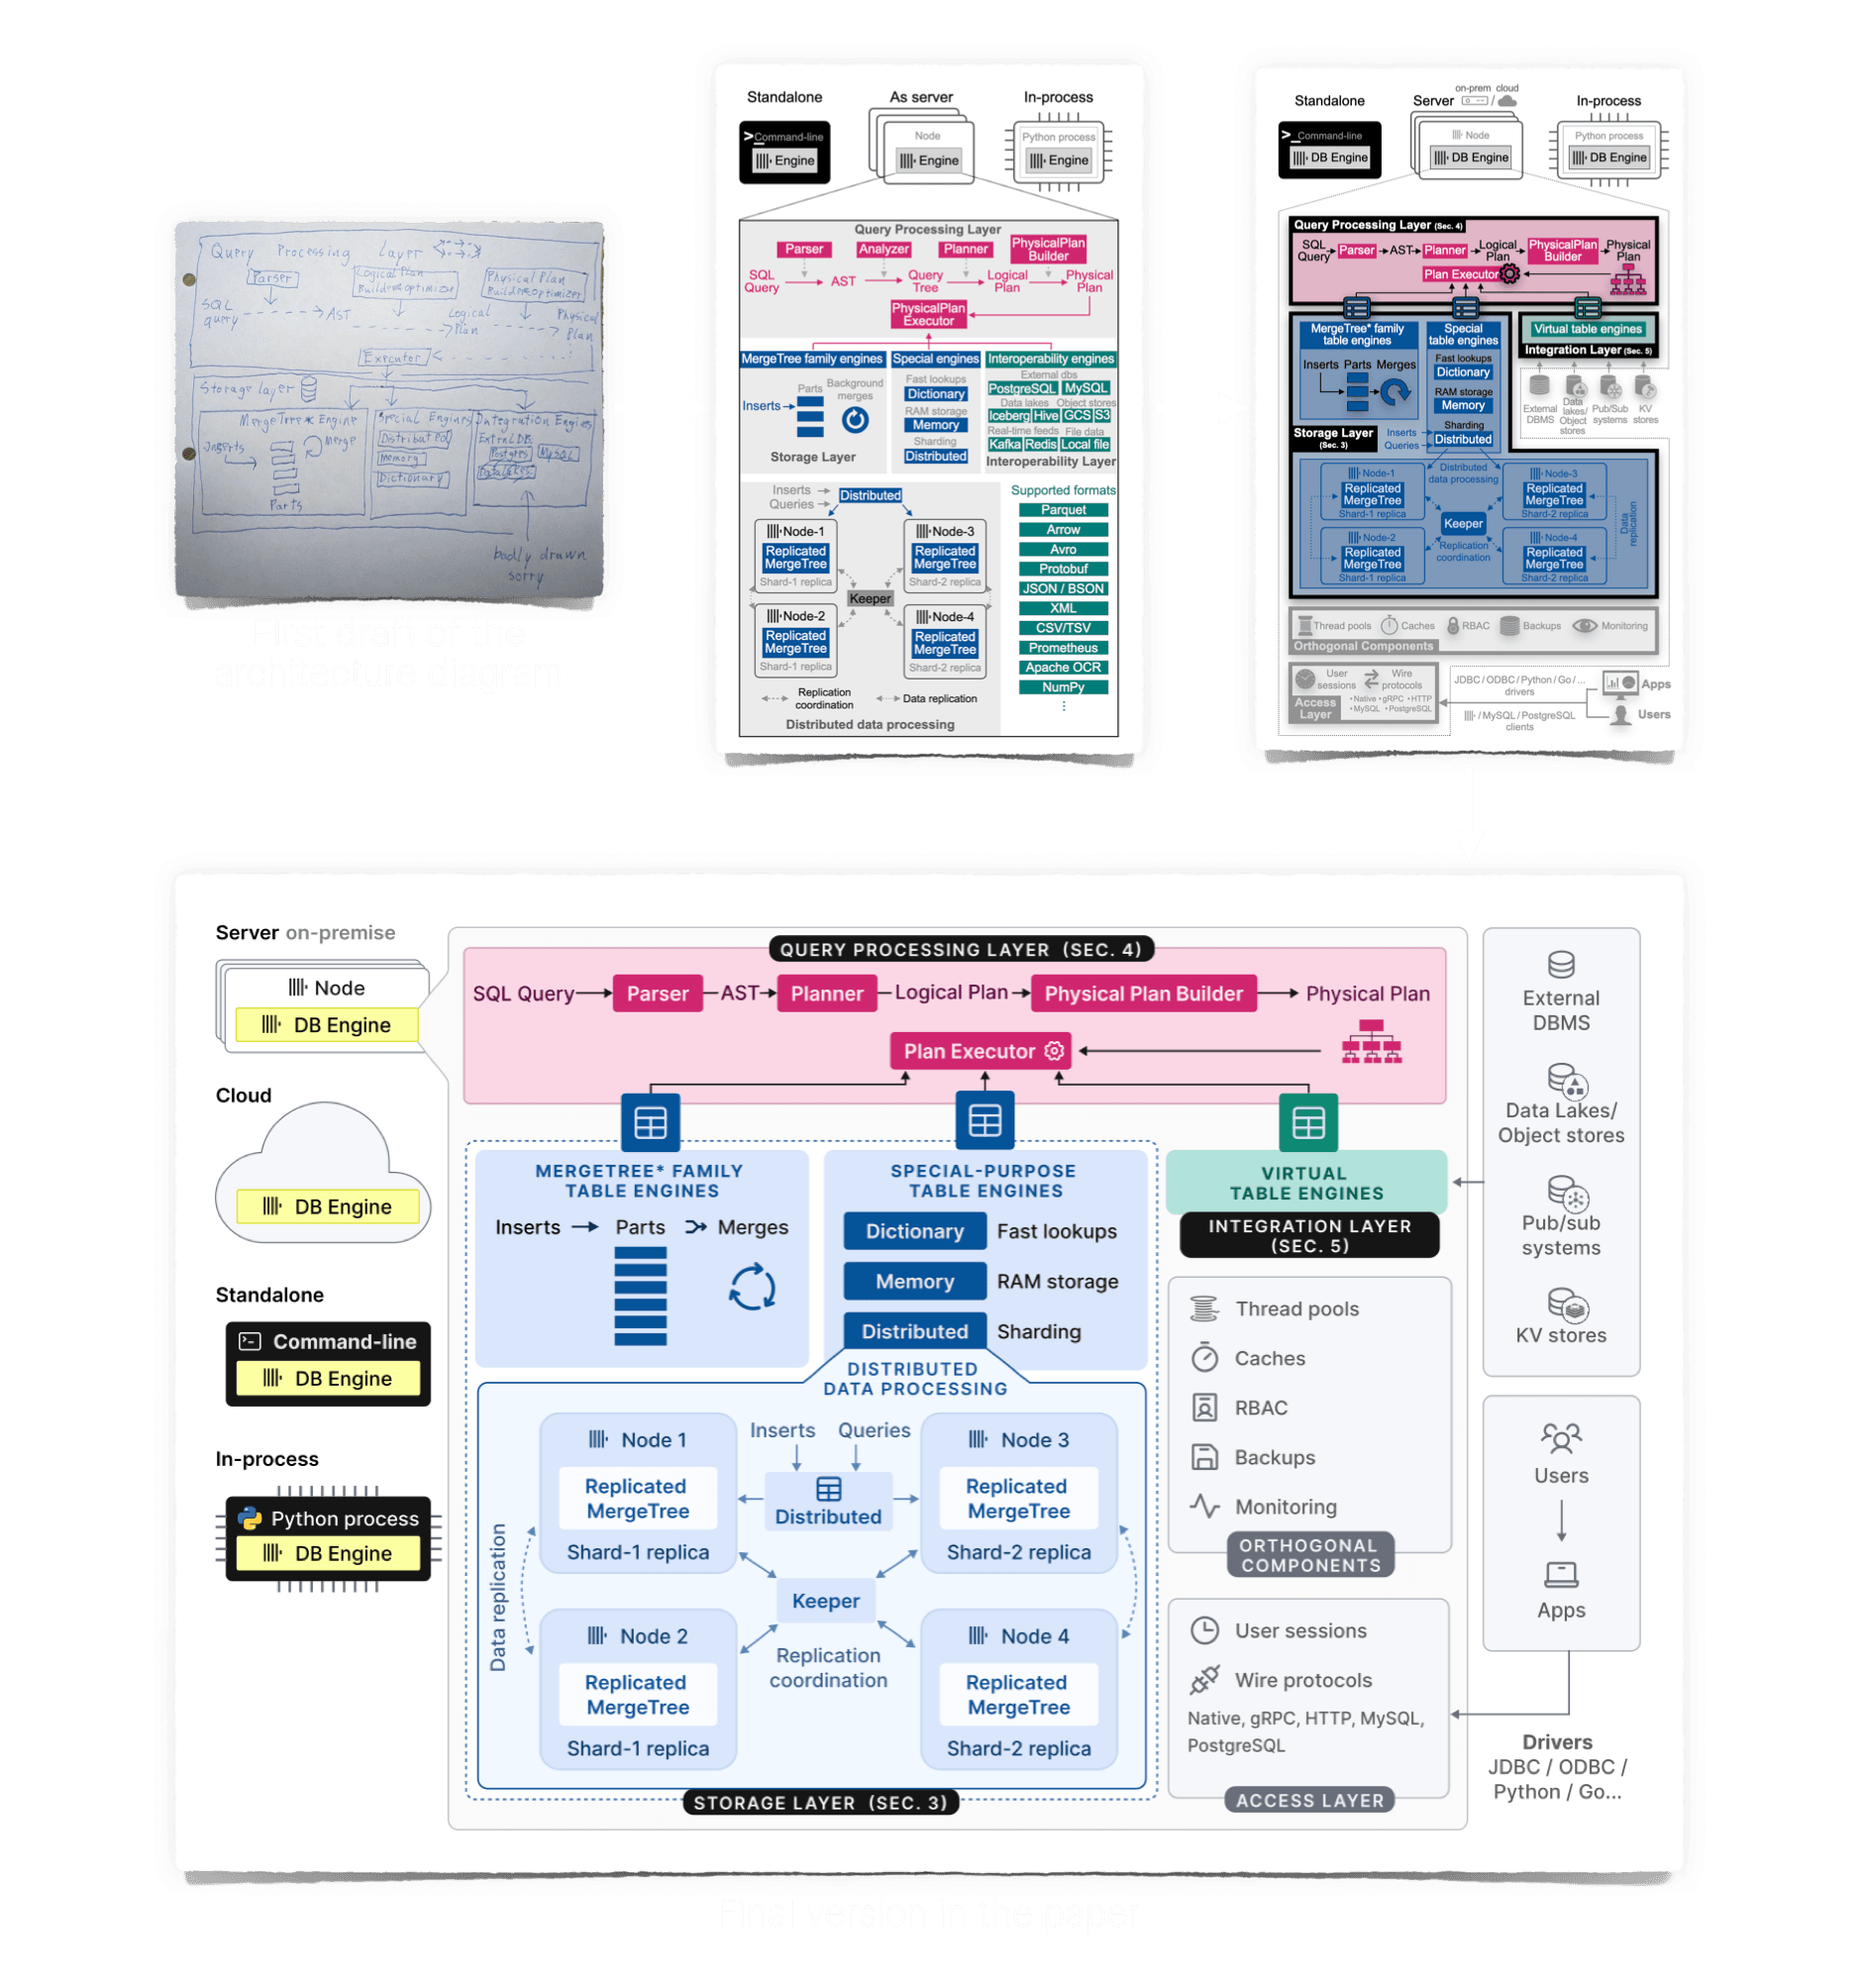 Query Processing Layer
Parser
Logical Plan
Builder&Optimizer
Physical Plan
Builder&Optimizer
SQL
query
AST
Logical
Plan
Physical
Plan
Executor
Storage layer
MergeTree* Engine
Inserts
Merge
Parts
Special Engines
Distributed
Memory
Dictionary
Integration Engines
Postgres
MySQL
badly drawn
sorry
First draft of the
architecture diagram
Standalone
As server
In-process
>_Command-line
Engine
Node
Engine
Python process
Engine
Query Processing Layer
Parser
Analyzer
Planner
PhysicalPlan
Builder
SQL
Query
AST
Query
Tree
Logical
Plan
Physical
Plan
PhysicalPlan
Executor
MergeTree family engines
Inserts
Parts
Background
merges
Storage Layer
Special engines
Fast lookups
Dictionary
RAM storage
Memory
Sharding
Distributed
Interoperability engines
External dbs
PostgreSQL MySQL
Data lakes Object stores
Iceberg Hive GCS S3
Real-time feeds File data
Kafka Redis Local file
Interoperability Layer
Inserts
Queries
Distributed
Node-1
Replicated
MergeTree
Shard-1 replica
Node-3
Replicated
MergeTree
Shard-2 replica
Keeper
Node-2
Replicated
MergeTree
Shard-1 replica
Node-4
Replicated
MergeTree
Shard-2 replica
Replication
coordination
Data replication
Distributed data processing
Supported formats
Parquet
Arrow
Avro
Protobuf
JSON / BSON
XML
CSV/TSV
Prometheus
Apache OCR
NumPy
⋮
Standalone
Server
on-prem cloud
/
In-process
>_Command-line
DB Engine
Node
DB Engine
Python process
DB Engine
Query Processing Layer (Sec. 4)
SQL
Query
Parser
AST
Planner
Logical
Plan
PhysicalPlan
Builder
Physical
Plan
Plan Executor
MergeTree* family
table engines
Inserts Parts Merges
Special
table engines
Fast lookups
Dictionary
RAM storage
Memory
Sharding
Distributed
Inserts
Queries
Storage Layer
(Sec. 3)
Virtual table engines
Integration Layer (Sec. 5)
External
DBMS
Data
lakes/
Object
stores
Pub/Sub
systems
KV
stores
Node-1
Replicated
MergeTree
Shard-1 replica
Distributed
data processing
Node-3
Replicated
MergeTree
Shard-2 replica
Keeper
Node-2
Replicated
MergeTree
Shard-1 replica
Replication
coordination
Node-4
Replicated
MergeTree
Shard-2 replica
Data
replication
Thread pools
Caches
RBAC
Backups
Monitoring
Orthogonal Components
User
sessions
Wire
protocols
• Native • gRPC • HTTP
• MySQL • PostgreSQL
Access
Layer
JDBC / ODBC / Python / Go / ...
drivers
/ MySQL / PostgreSQL
clients
Apps
Users
Server on-premise
Node
DB Engine
Cloud
DB Engine
Standalone
Command-line
DB Engine
In-process
Python process
DB Engine
QUERY PROCESSING LAYER (SEC. 4)
SQL Query
Parser
AST
Planner
Logical Plan
Physical Plan Builder
Physical Plan
Plan Executor
MERGETREE* FAMILY
TABLE ENGINES
Inserts
Parts
Merges
SPECIAL-PURPOSE
TABLE ENGINES
Dictionary Fast lookups
Memory RAM storage
Distributed Sharding
DISTRIBUTED
DATA PROCESSING
Node 1
Replicated
MergeTree
Shard-1 replica
Inserts
Queries
Distributed
Node 3
Replicated
MergeTree
Shard-2 replica
Data replication
Keeper
Node 2
Replicated
MergeTree
Shard-1 replica
Replication
coordination
Node 4
Replicated
MergeTree
Shard-2 replica
STORAGE LAYER (SEC. 3)
VIRTUAL
TABLE ENGINES
INTEGRATION LAYER
(SEC. 5)
Thread pools
Caches
RBAC
Backups
Monitoring
ORTHOGONAL
COMPONENTS
User sessions
Wire protocols
Native, gRPC, HTTP, MySQL,
PostgreSQL
ACCESS LAYER
External
DBMS
Data Lakes/
Object stores
Pub/sub
systems
KV stores
Users
Apps
Drivers
JDBC / ODBC /
Python / Go...
Final version in the paper